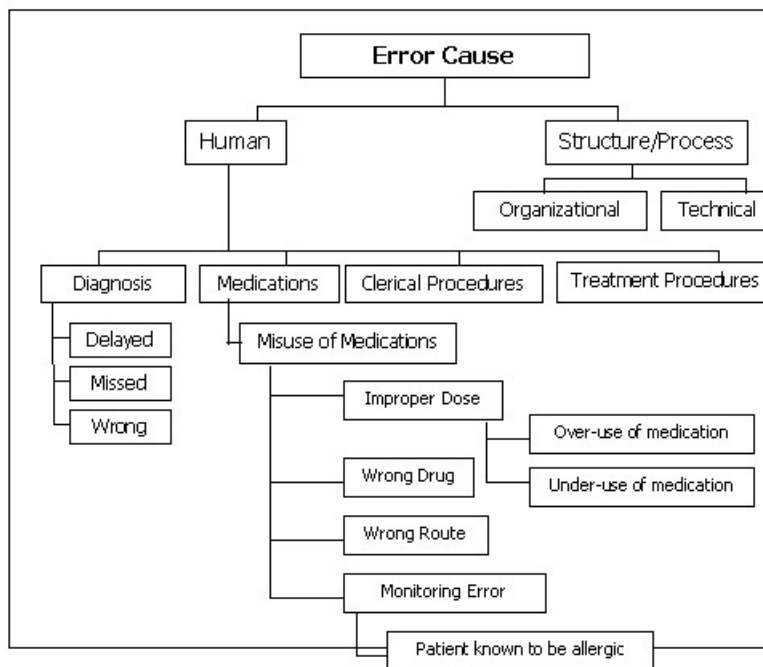 Error Cause
Human
Structure/Process
Organizational
Technical
Diagnosis
Medications
Clerical Procedures
Treatment Procedures
Delayed
Missed
Wrong
Misuse of Medications
Improper Dose
Over-use of medication
Under-use of medication
Wrong Drug
Wrong Route
Monitoring Error
Patient known to be allergic